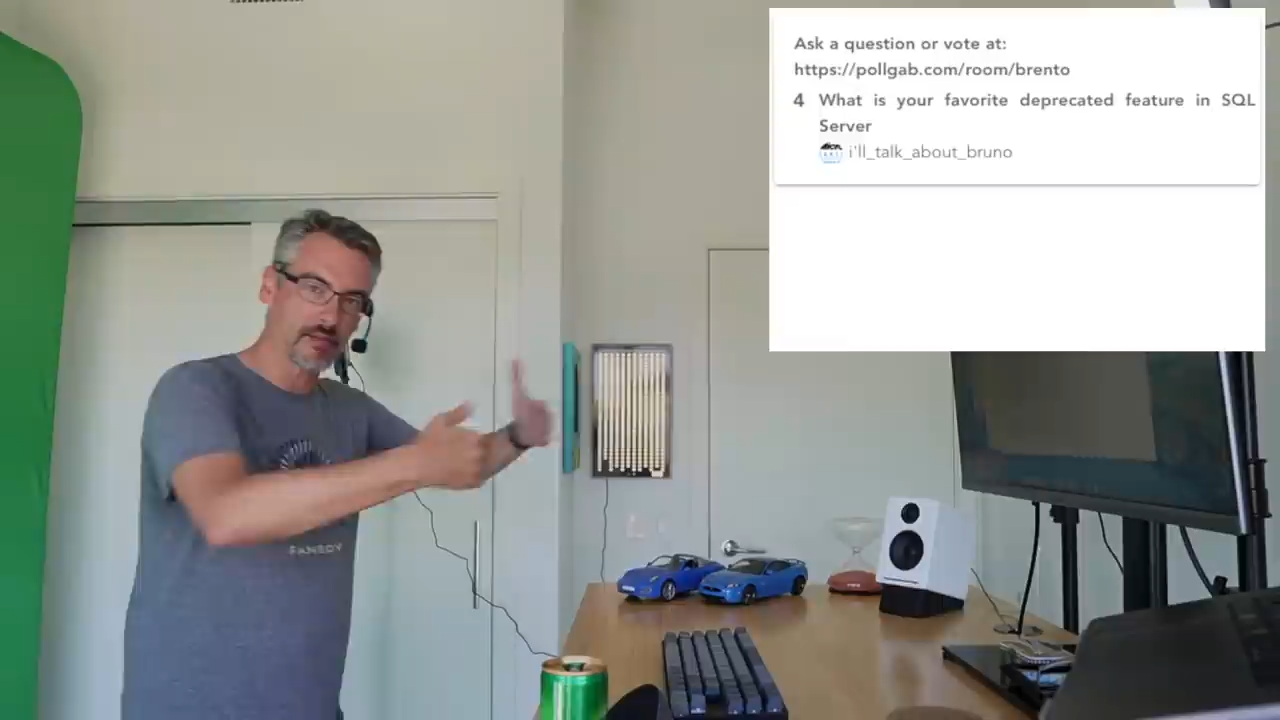 Ask a question or vote at:
https://pollgab.com/room/brento
4 What is your favorite deprecated feature in SQL
Server
i'll_talk_about_bruno
FANBOY